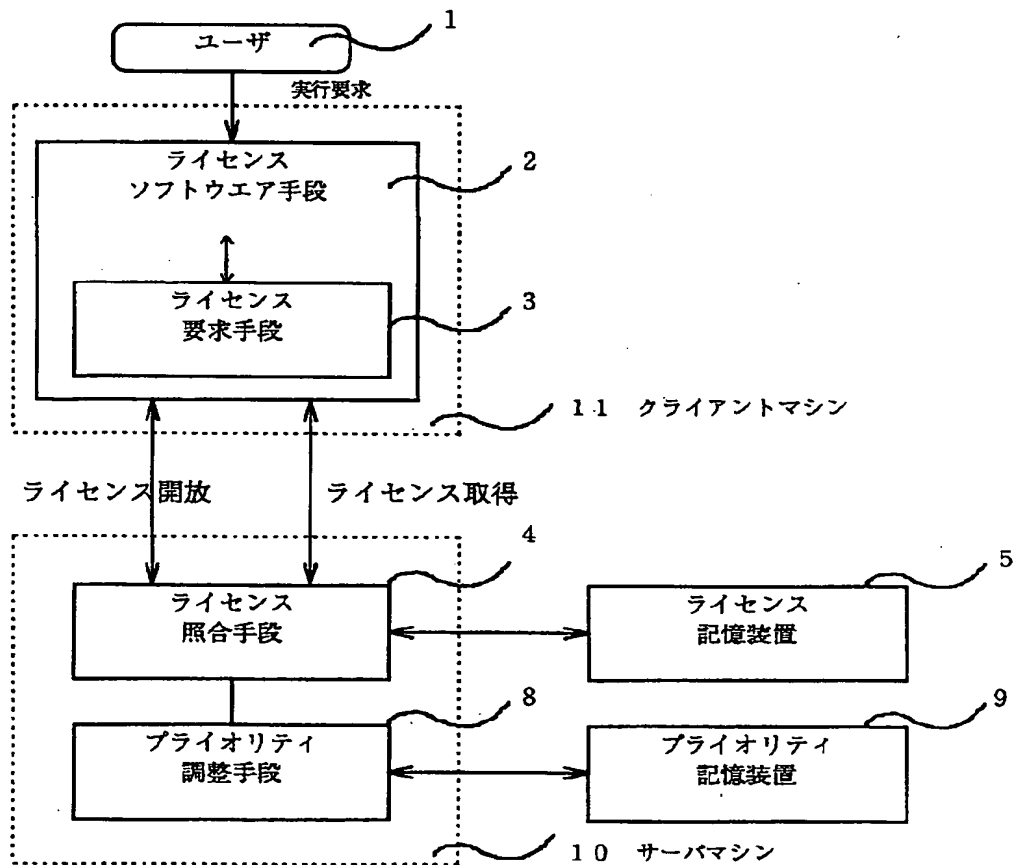 1
ユーザ
実行要求
ライセンス
ソフトウエア手段
2
ライセンス
要求手段
3
11 クライアントマシン
ライセンス開放
ライセンス取得
4
ライセンス
照合手段
5
ライセンス
記憶装置
8
プライオリティ
調整手段
9
プライオリティ
記憶装置
10 サーバマシン